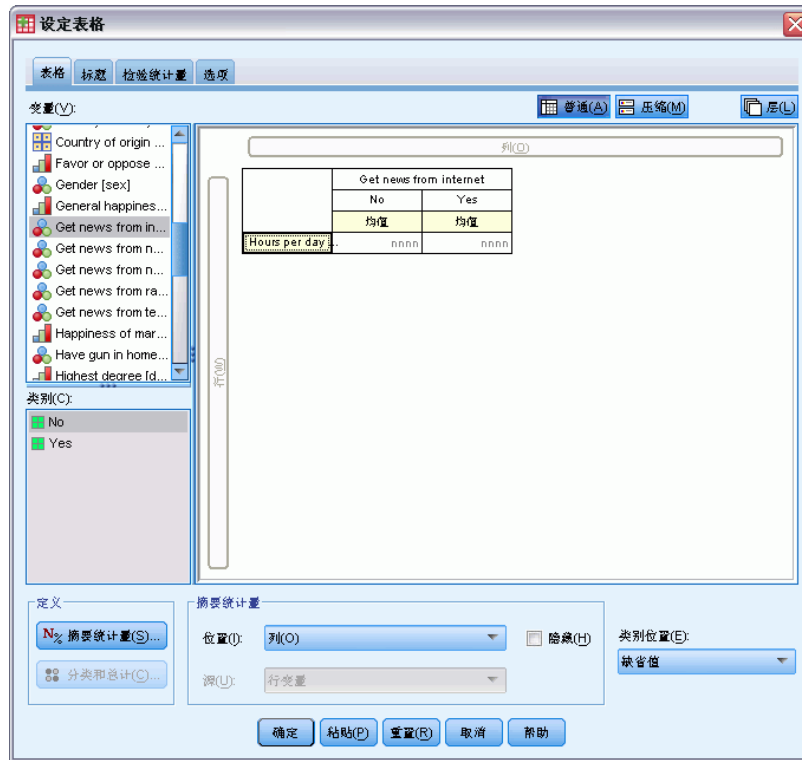 设定表格
表格 标题 检验统计量 选项
变量(V):
普通(A) 压缩(M) 层(L)
Country of origin ...
Favor or oppose ...
Gender [sex]
General happines...
Get news from in...
Get news from n...
Get news from n...
Get news from ra...
Get news from te...
Happiness of mar...
Have gun in home...
Highest degree [d...
类别(C):
No
Yes
列(O)
行(W)
Get news from internet
No Yes
均值 均值
Hours per day ... nnnn nnnn
定义
N% 摘要统计量(S)...
分类和总计(C)...
摘要统计量
位置(I): 列(O) 隐藏(H)
源(U): 行变量
类别位置(E):
缺省值
确定 粘贴(P) 重置(R) 取消 帮助